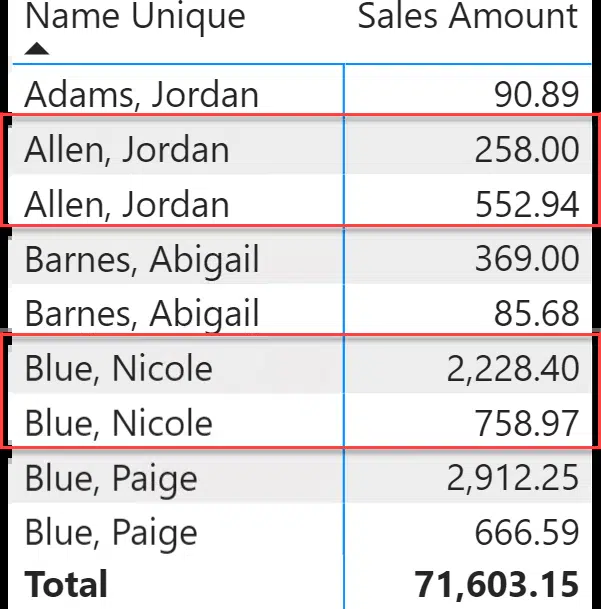 Name Unique Sales Amount
Adams, Jordan 90.89
Allen, Jordan 258.00
Allen, Jordan 552.94
Barnes, Abigail 369.00
Barnes, Abigail 85.68
Blue, Nicole 2,228.40
Blue, Nicole 758.97
Blue, Paige 2,912.25
Blue, Paige 666.59
Total 71,603.15